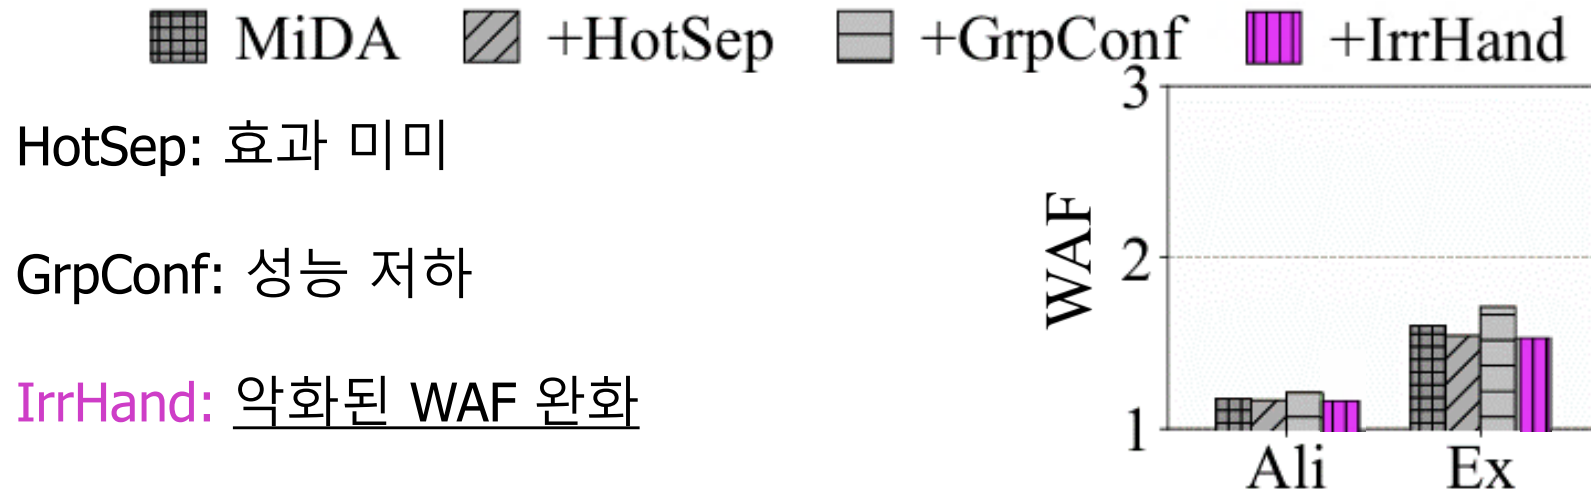 MiDA +HotSep +GrpConf +IrrHand
HotSep: 효과 미미
GrpConf: 성능 저하
IrrHand: 악화된 WAF 완화
3
2
1
WAF
Ali Ex